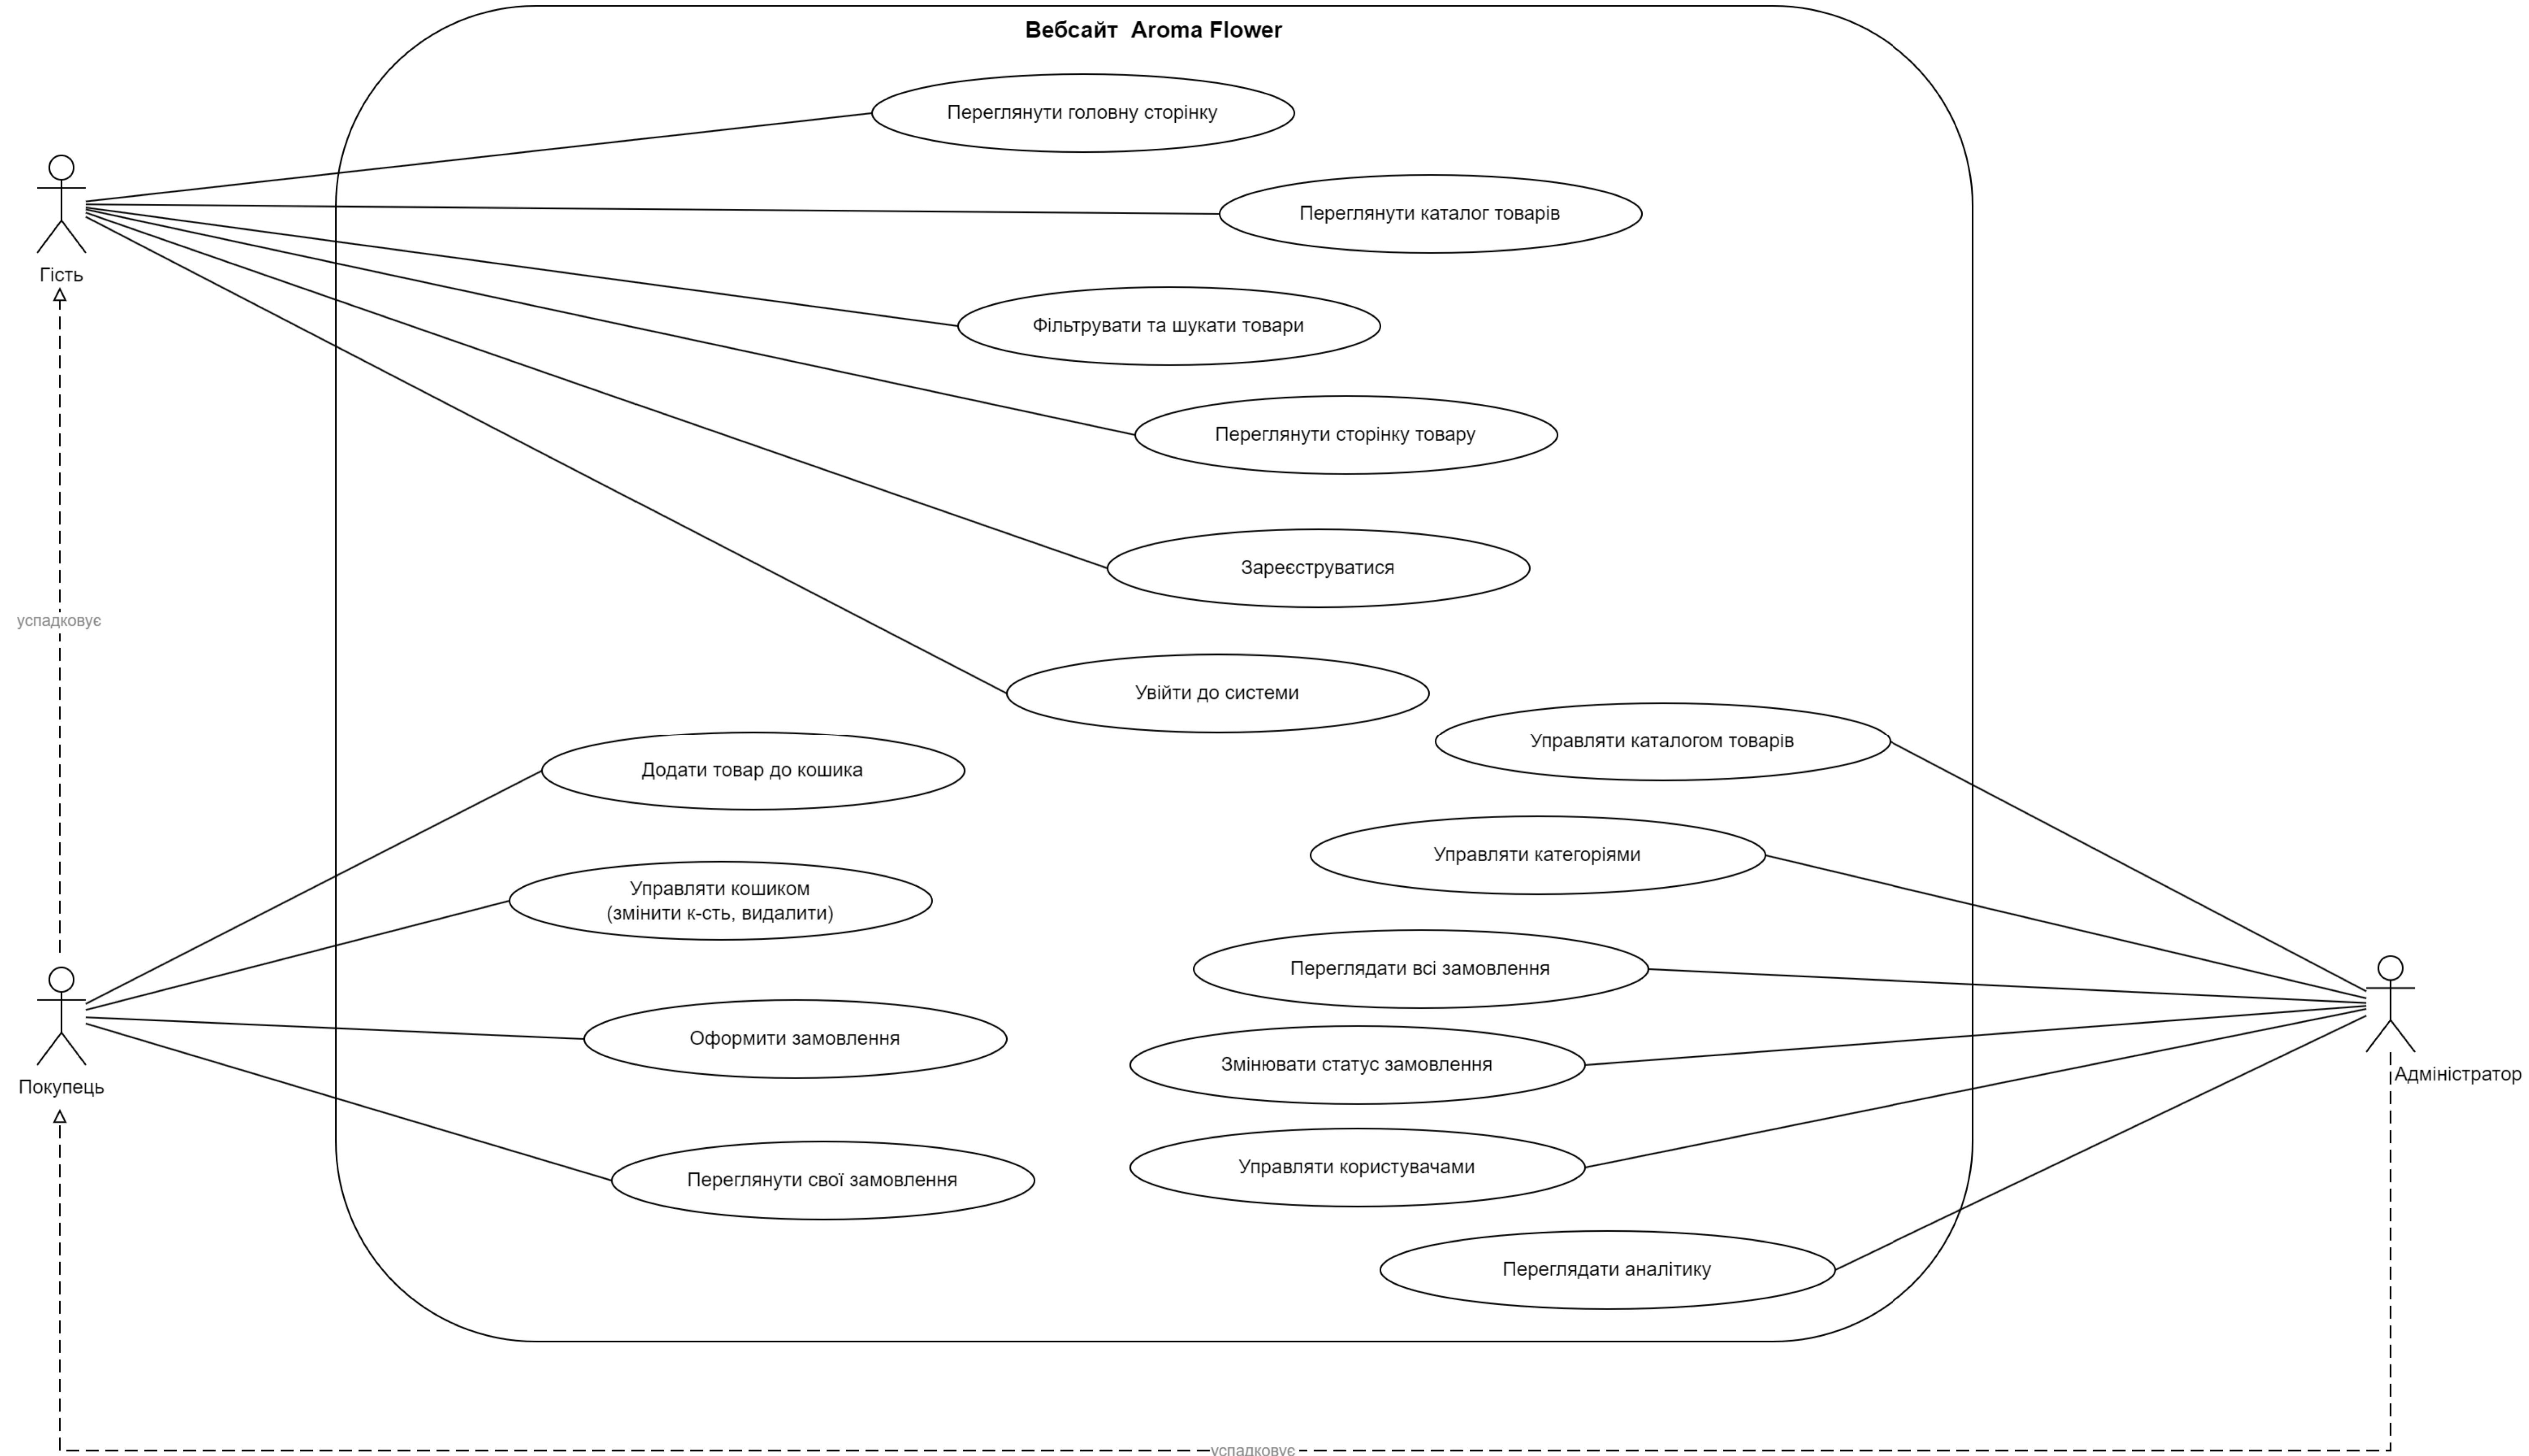 Вебсайт  Aroma Flower
Переглянути головну сторінку
Переглянути каталог товарів
Гість
Фільтрувати та шукати товари
Переглянути сторінку товару
Зареєструватися
успадковує
Увійти до системи
Управляти каталогом товарів
Додати товар до кошика
Управляти категоріями
Управляти кошиком
(змінити к-сть, видалити)
Переглядати всі замовлення
Оформити замовлення
Змінювати статус замовлення
Адміністратор
Покупець
Управляти користувачами
Переглянути свої замовлення
Переглядати аналітику
успадковує